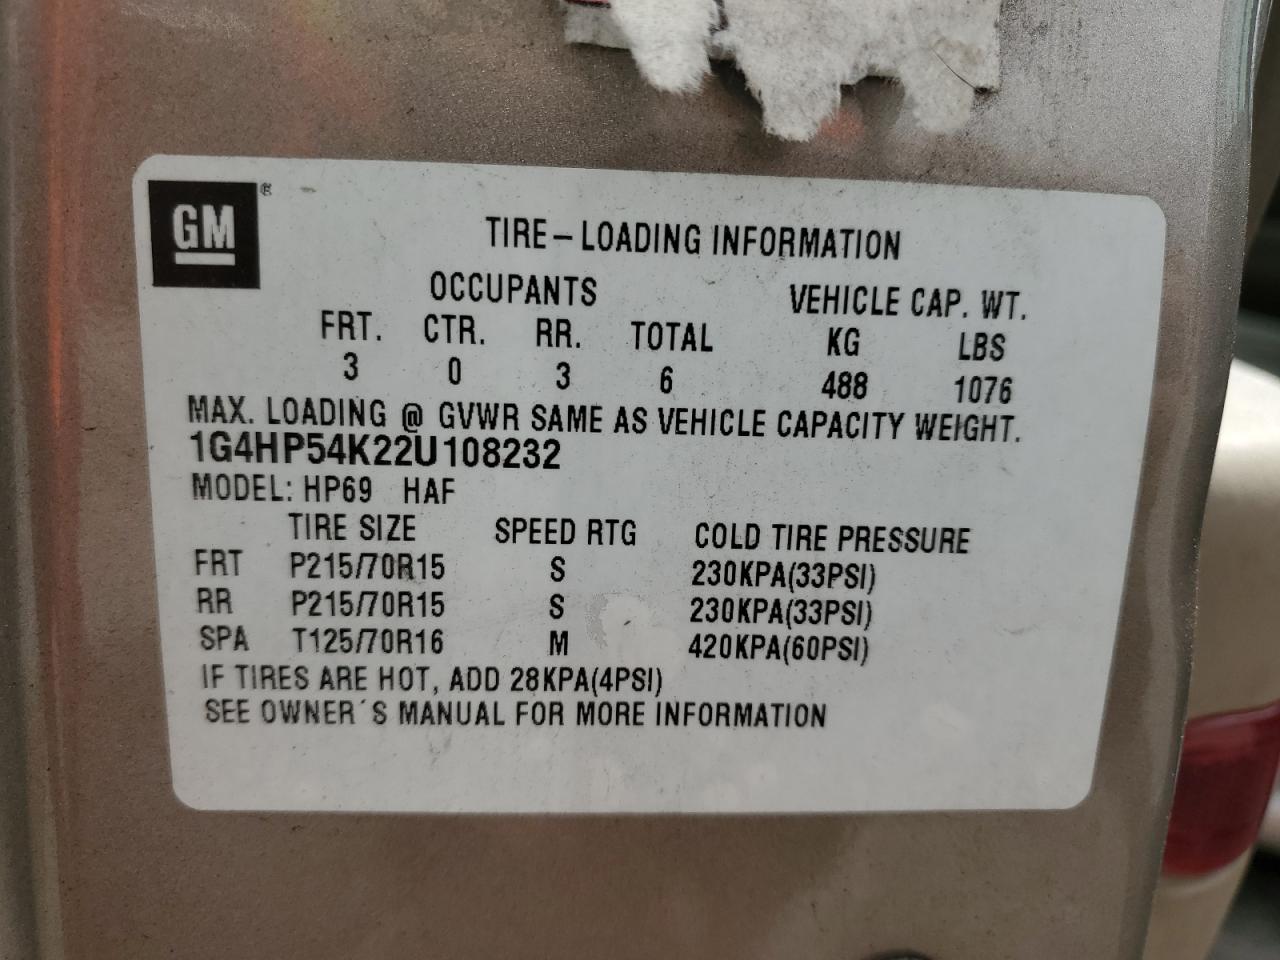 GM®
TIRE-LOADING INFORMATION
OCCUPANTS VEHICLE CAP. WT.
FRT. CTR. RR. TOTAL KG LBS
3 0 3 6 488 1076
MAX. LOADING @ GVWR SAME AS VEHICLE CAPACITY WEIGHT.
1G4HP54K22U108232
MODEL: HP69 HAF
TIRE SIZE SPEED RTG COLD TIRE PRESSURE
FRT P215/70R15 S 230KPA(33PSI)
RR P215/70R15 S 230KPA(33PSI)
SPA T125/70R16 M 420KPA(60PSI)
IF TIRES ARE HOT, ADD 28KPA(4PSI)
SEE OWNER´S MANUAL FOR MORE INFORMATION